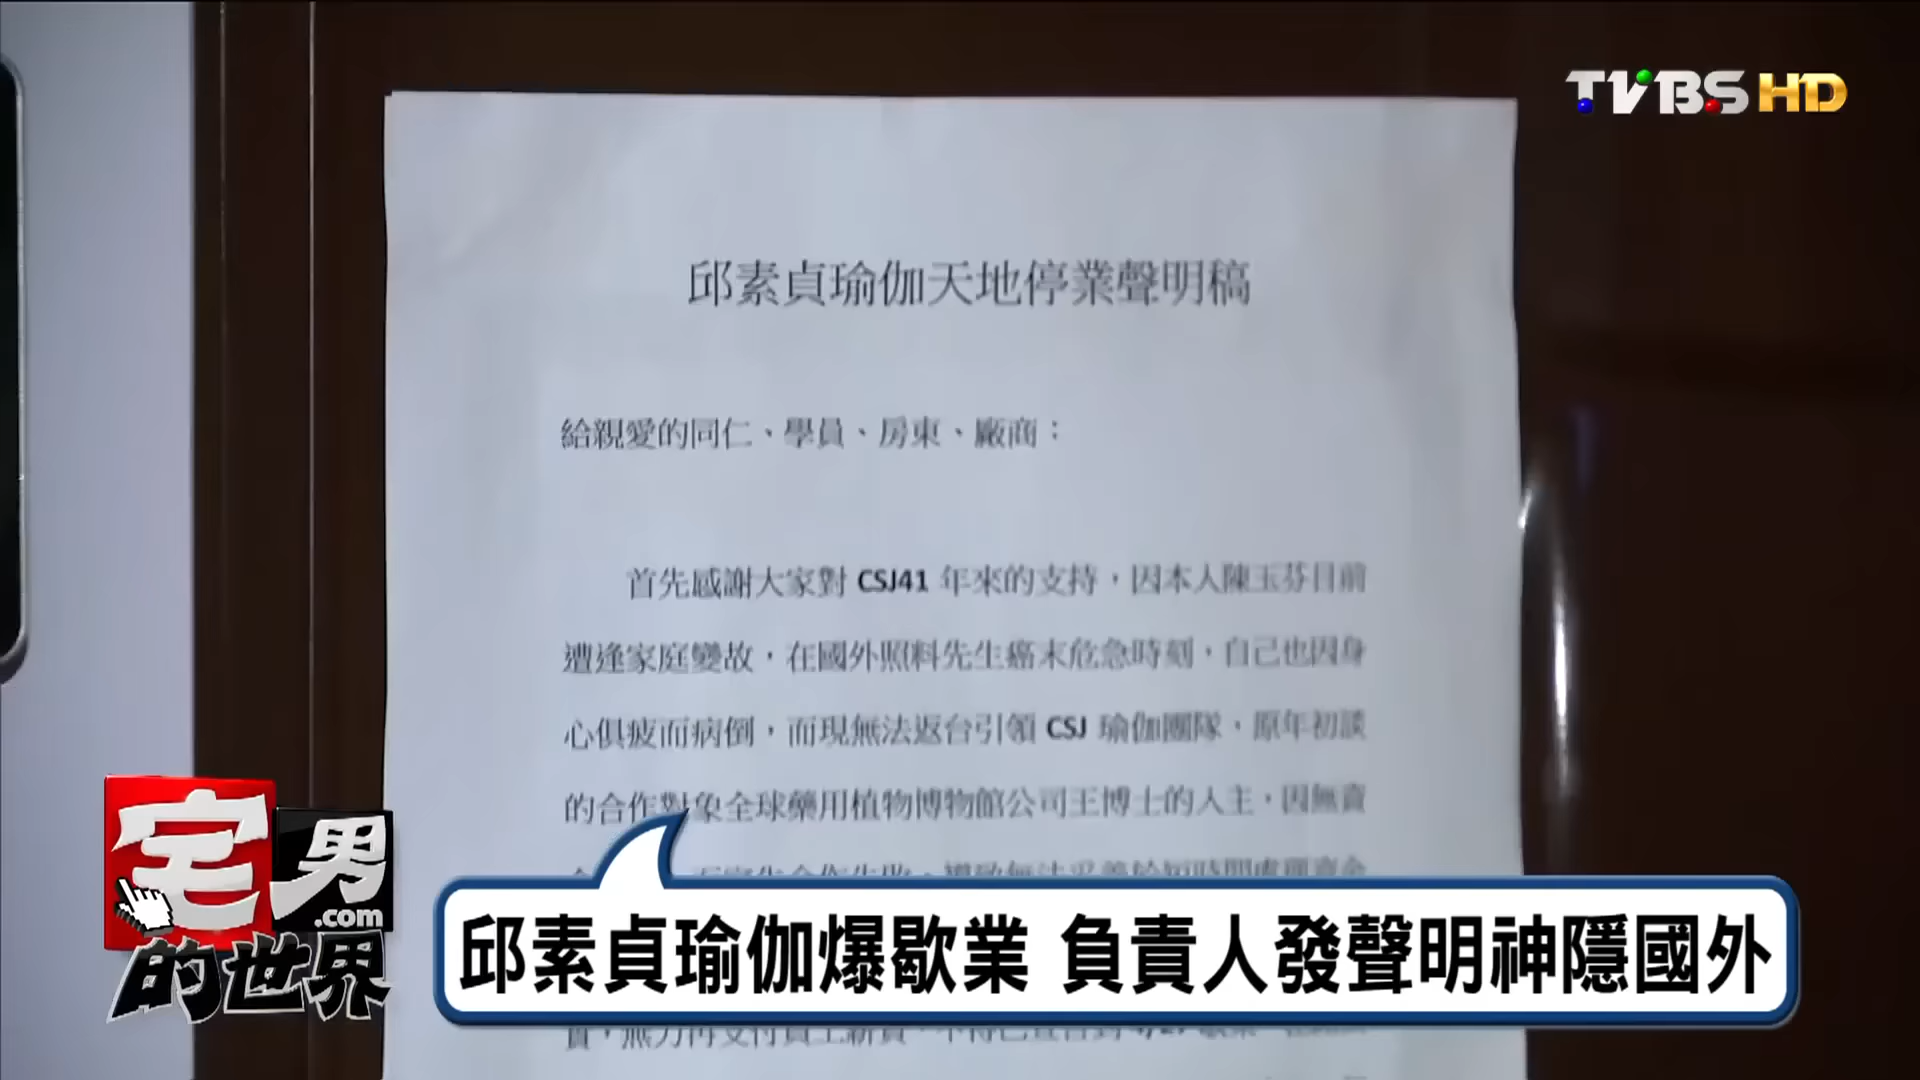 TVBS HD
邱素貞瑜伽天地停業聲明稿
給親愛的同仁、學員、房東、廠商：
首先感謝大家對 CSJ41 年來的支持，因本人陳玉芬目前
遭逢家庭變故，在國外照料先生癌末危急時刻，自己也因身
心俱疲而病倒，而現無法返台引領 CSJ 瑜伽團隊、原年初談
的合作對象全球藥用植物博物館公司王博士的人主，因無賣
宅男.com
的世界
邱素貞瑜伽爆歇業 負責人發聲明神隱國外